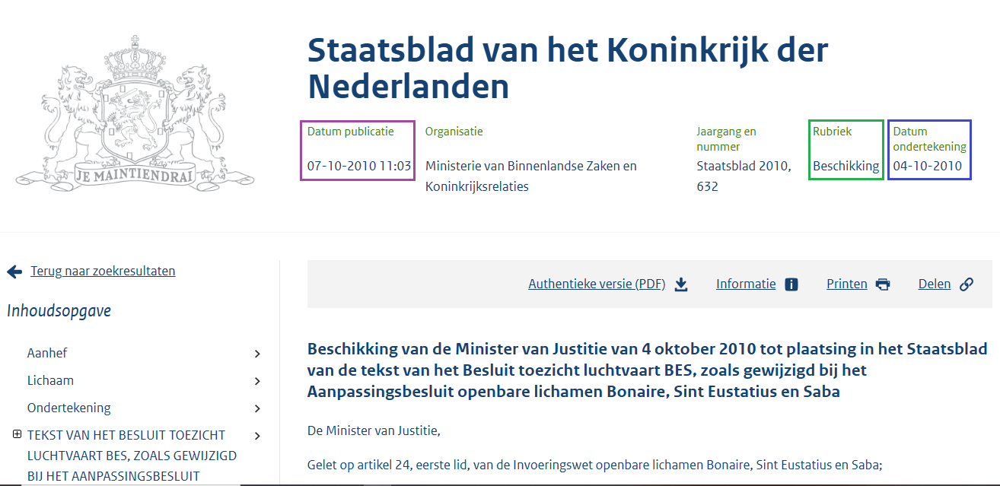 Staatsblad van het Koninkrijk der
Nederlanden
Datum publicatie
07-10-2010 11:03
Organisatie
Ministerie van Binnenlandse Zaken en
Koninkrijksrelaties
Jaargang en
nummer
Staatsblad 2010,
632
Rubriek
Beschikking
Datum
ondertekening
04-10-2010
JE MAINTIENDRAI
Terug naar zoekresultaten
Inhoudsopgave
Aanhef
Lichaam
Ondertekening
TEKST VAN HET BESLUIT TOEZICHT
LUCHTVAART BES, ZOALS GEWIJZIGD
BIJ HET AANPASSINGSBESLUIT
Authentieke versie (PDF)
Informatie
Printen
Delen
Beschikking van de Minister van Justitie van 4 oktober 2010 tot plaatsing in het Staatsblad
van de tekst van het Besluit toezicht luchtvaart BES, zoals gewijzigd bij het
Aanpassingsbesluit openbare lichamen Bonaire, Sint Eustatius en Saba
De Minister van Justitie,
Gelet op artikel 24, eerste lid, van de Invoeringswet openbare lichamen Bonaire, Sint Eustatius en Saba;